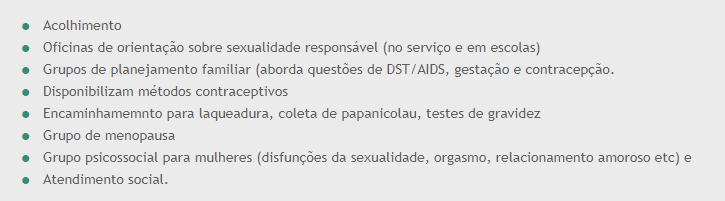 Acolhimento
Oficinas de orientação sobre sexualidade responsável (no serviço e em escolas)
Grupos de planejamento familiar (aborda questões de DST/AIDS, gestação e contracepção.
Disponibilizam métodos contraceptivos
Encaminhamemnto para laqueadura, coleta de papanicolau, testes de gravidez
Grupo de menopausa
Grupo psicossocial para mulheres (disfunções da sexualidade, orgasmo, relacionamento amoroso etc) e
Atendimento social.